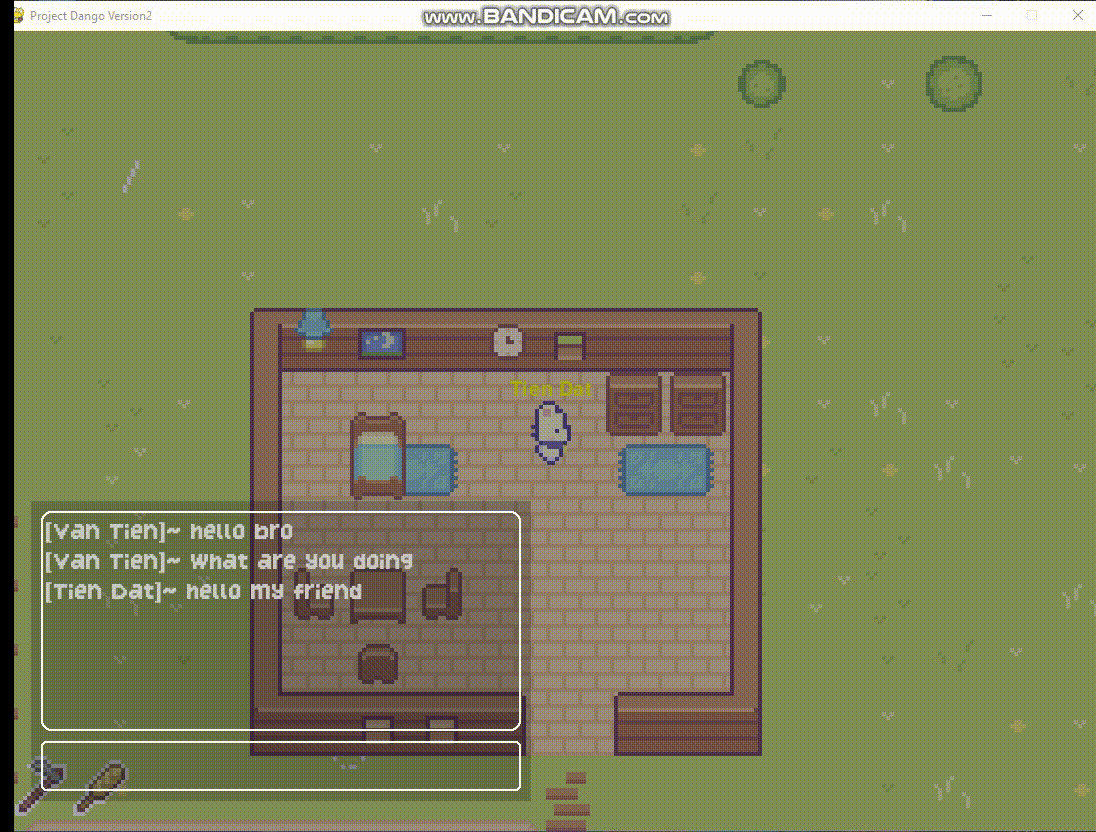 Project Dango Version2
www.BANDICAM.com
Tien Dat
[Van Tien]~ hello bro
[Van Tien]~ what are you doing
[Tien Dat]~ hello my friend